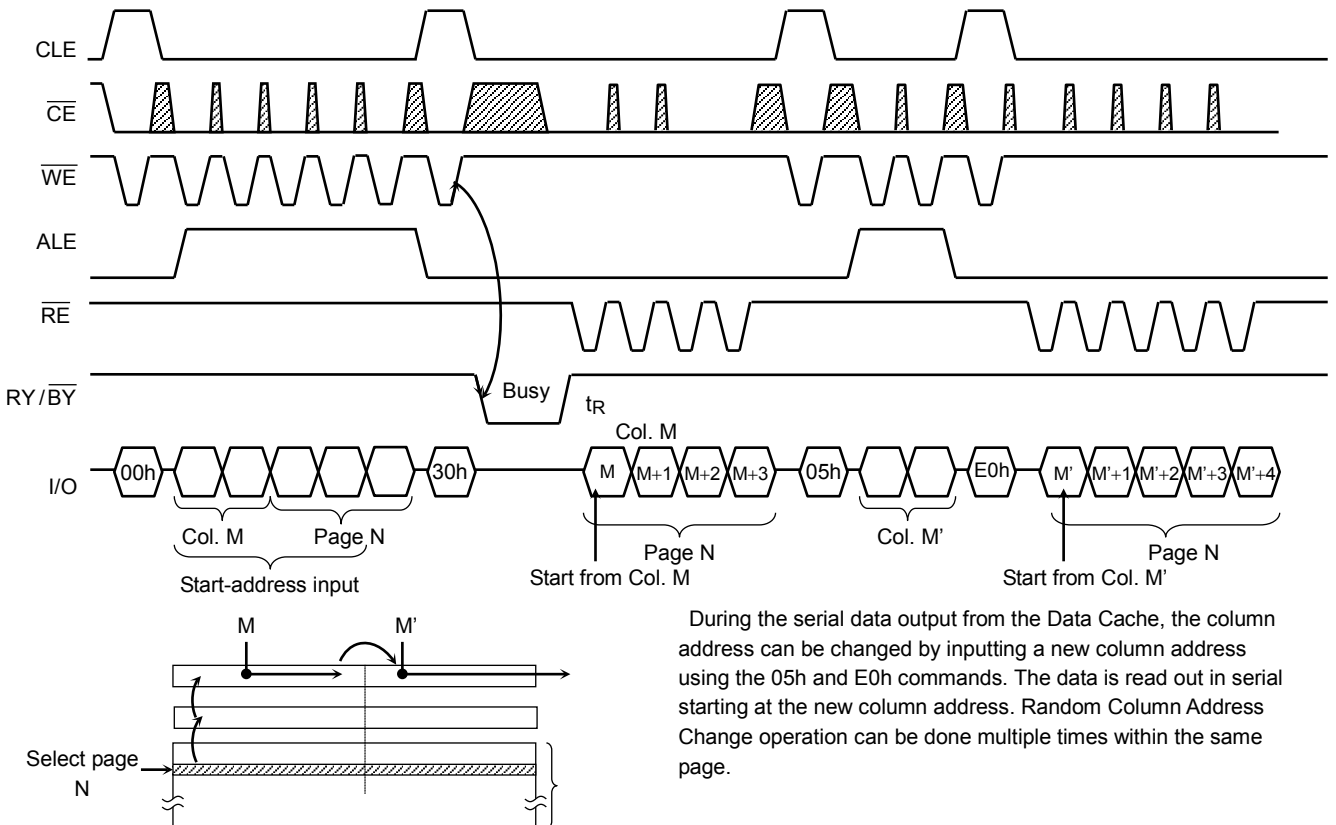 CLE
CE
WE
ALE
RE
RY/BY
Busy
tR
Col. M
I/O
00h
30h
M M+1 M+2 M+3
05h
E0h
M' M'+1 M'+2 M'+3 M'+4
Col. M
Page N
Start-address input
Page N
Start from Col. M
Col. M'
Page N
Start from Col. M'
M
M'
Select page
N
During the serial data output from the Data Cache, the column
address can be changed by inputting a new column address
using the 05h and E0h commands. The data is read out in serial
starting at the new column address. Random Column Address
Change operation can be done multiple times within the same
page.